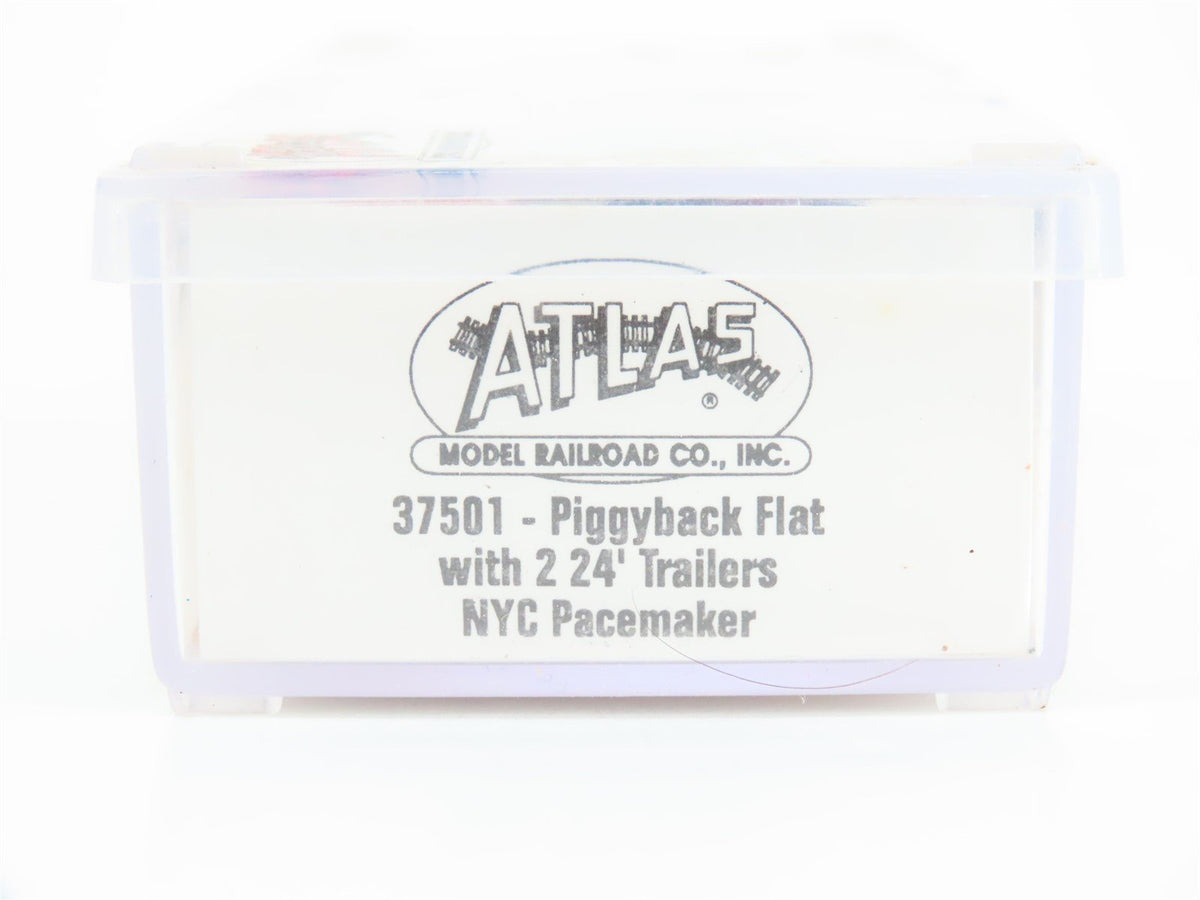 ATLAS ®
MODEL RAILROAD CO., INC.
37501 - Piggyback Flat
with 2 24' Trailers
NYC Pacemaker